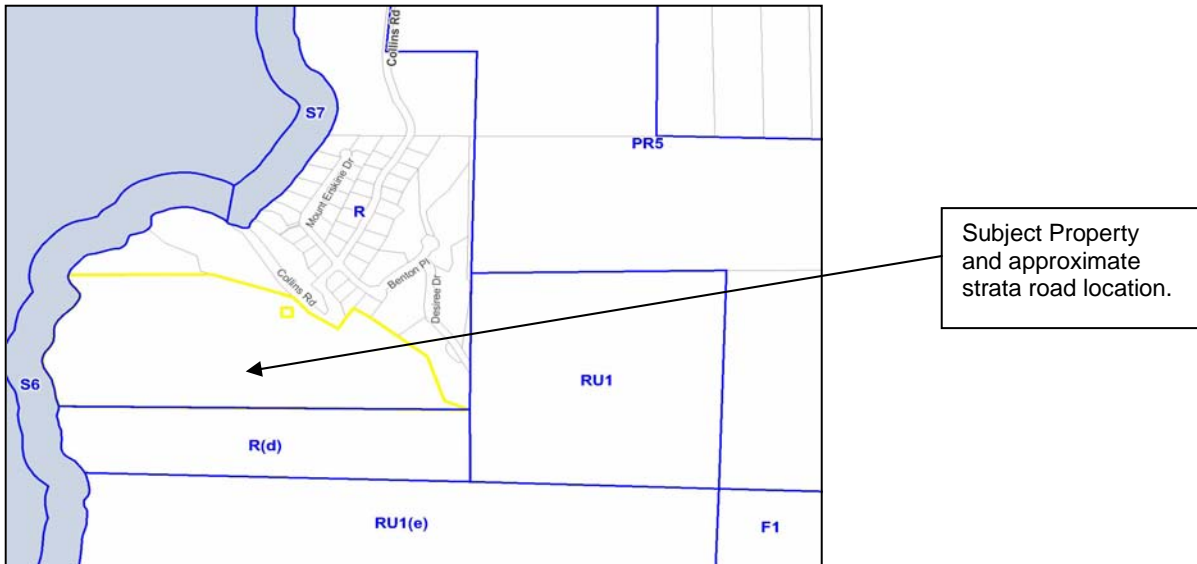 Collins Rd
S7
PR5
Mount Erskine Dr
R
Subject Property
and approximate
strata road location.
Collins Rd
Benton Pl
Desiree Dr
S6
RU1
R(d)
RU1(e)
F1